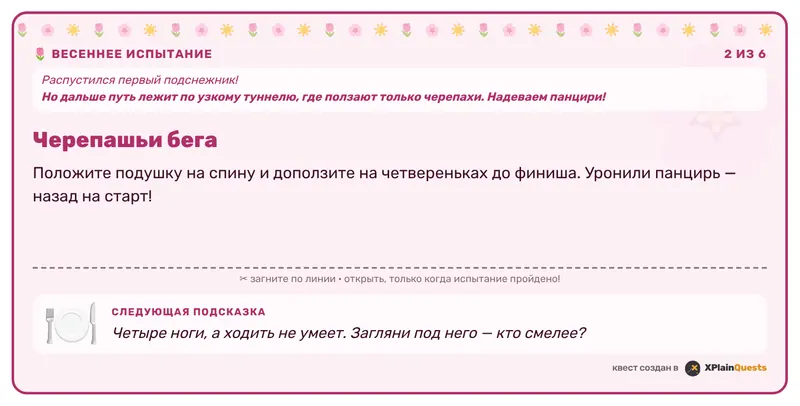 ВЕСЕННЕЕ ИСПЫТАНИЕ
2 ИЗ 6
Распустился первый подснежник!
Но дальше путь лежит по узкому туннелю, где ползают только черепахи. Надеваем панцири!
Черепашьи бега
Положите подушку на спину и доползите на четвереньках до финиша. Уронили панцирь —
назад на старт!
✂ загните по линии • открыть, только когда испытание пройдено!
СЛЕДУЮЩАЯ ПОДСКАЗКА
Четыре ноги, а ходить не умеет. Загляни под него — кто смелее?
квест создан в XPlainQuests